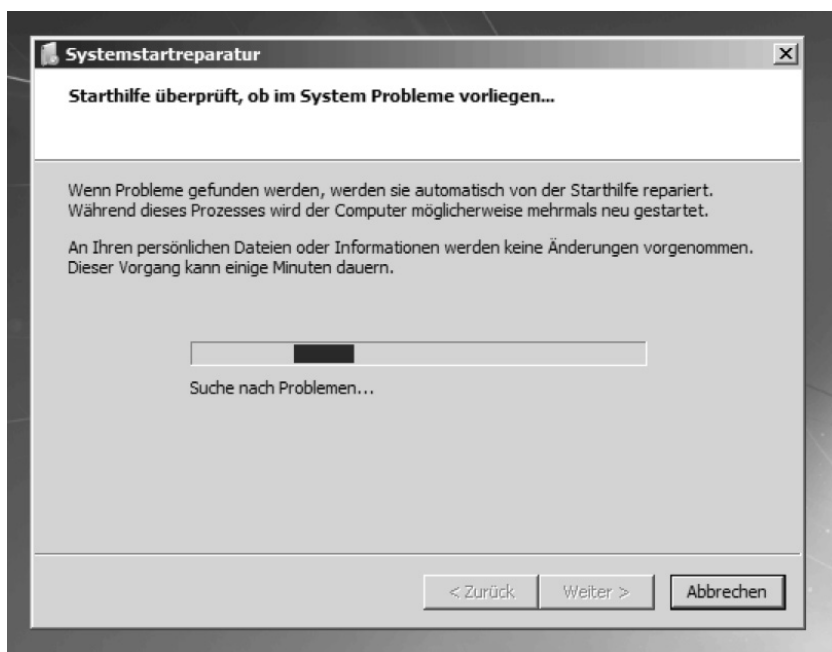 Systemstartreparatur
Starthilfe überprüft, ob im System Probleme vorliegen...
Wenn Probleme gefunden werden, werden sie automatisch von der Starthilfe repariert.
Während dieses Prozesses wird der Computer möglicherweise mehrmals neu gestartet.
An Ihren persönlichen Dateien oder Informationen werden keine Änderungen vorgenommen.
Dieser Vorgang kann einige Minuten dauern.
Suche nach Problemen...
< Zurück Weiter > Abbrechen